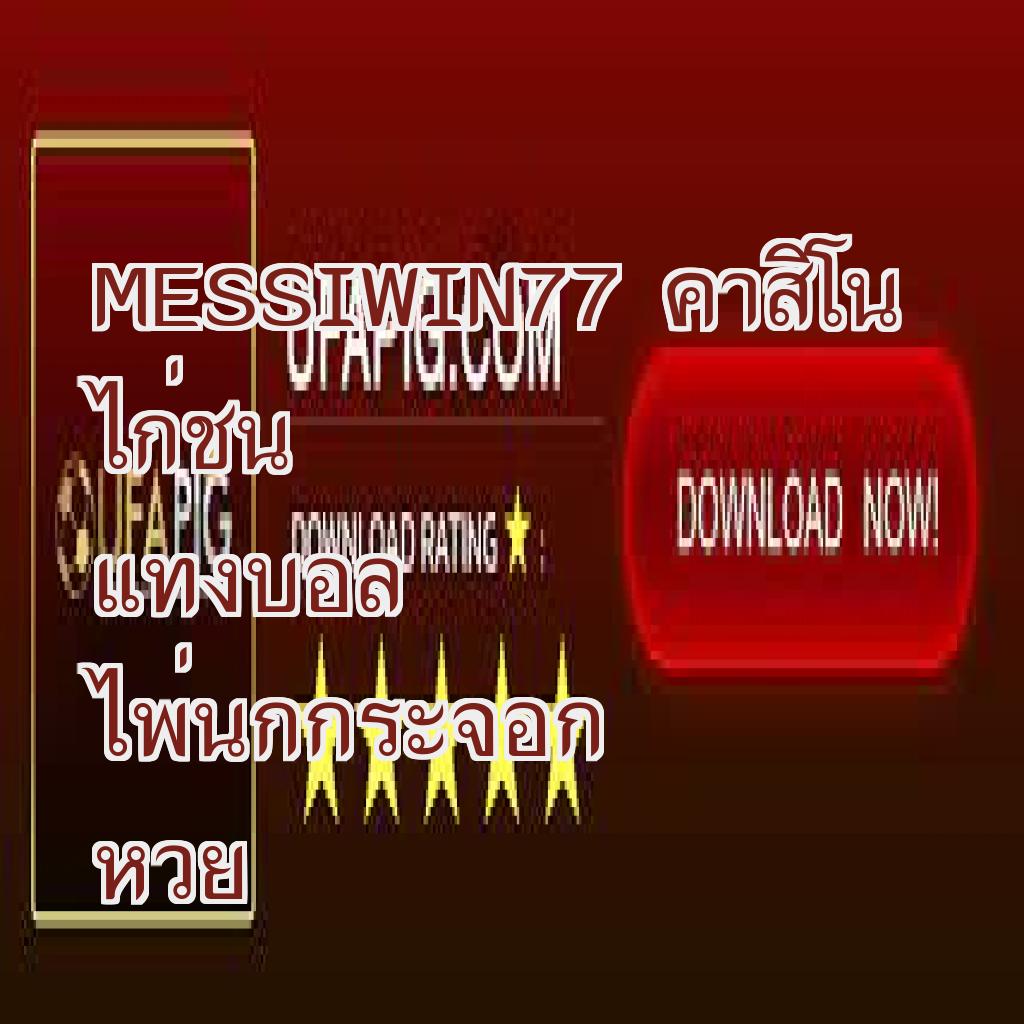 MESSIWIN77 คาสิโน
UFAPIG.COM
ไก่ชน
UFAPIG
DOWNLOAD RATING ★ :
DOWNLOAD NOW!
แทงบอล
ไพ่นกกระจอก
หวย